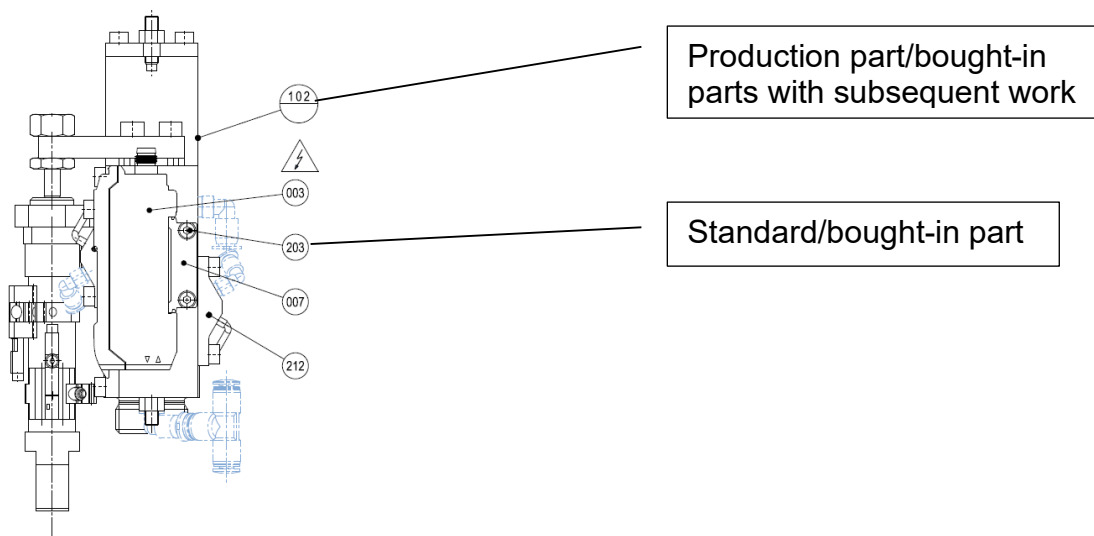 Production part/bought-in
parts with subsequent work
102
003
Standard/bought-in part
203
007
212